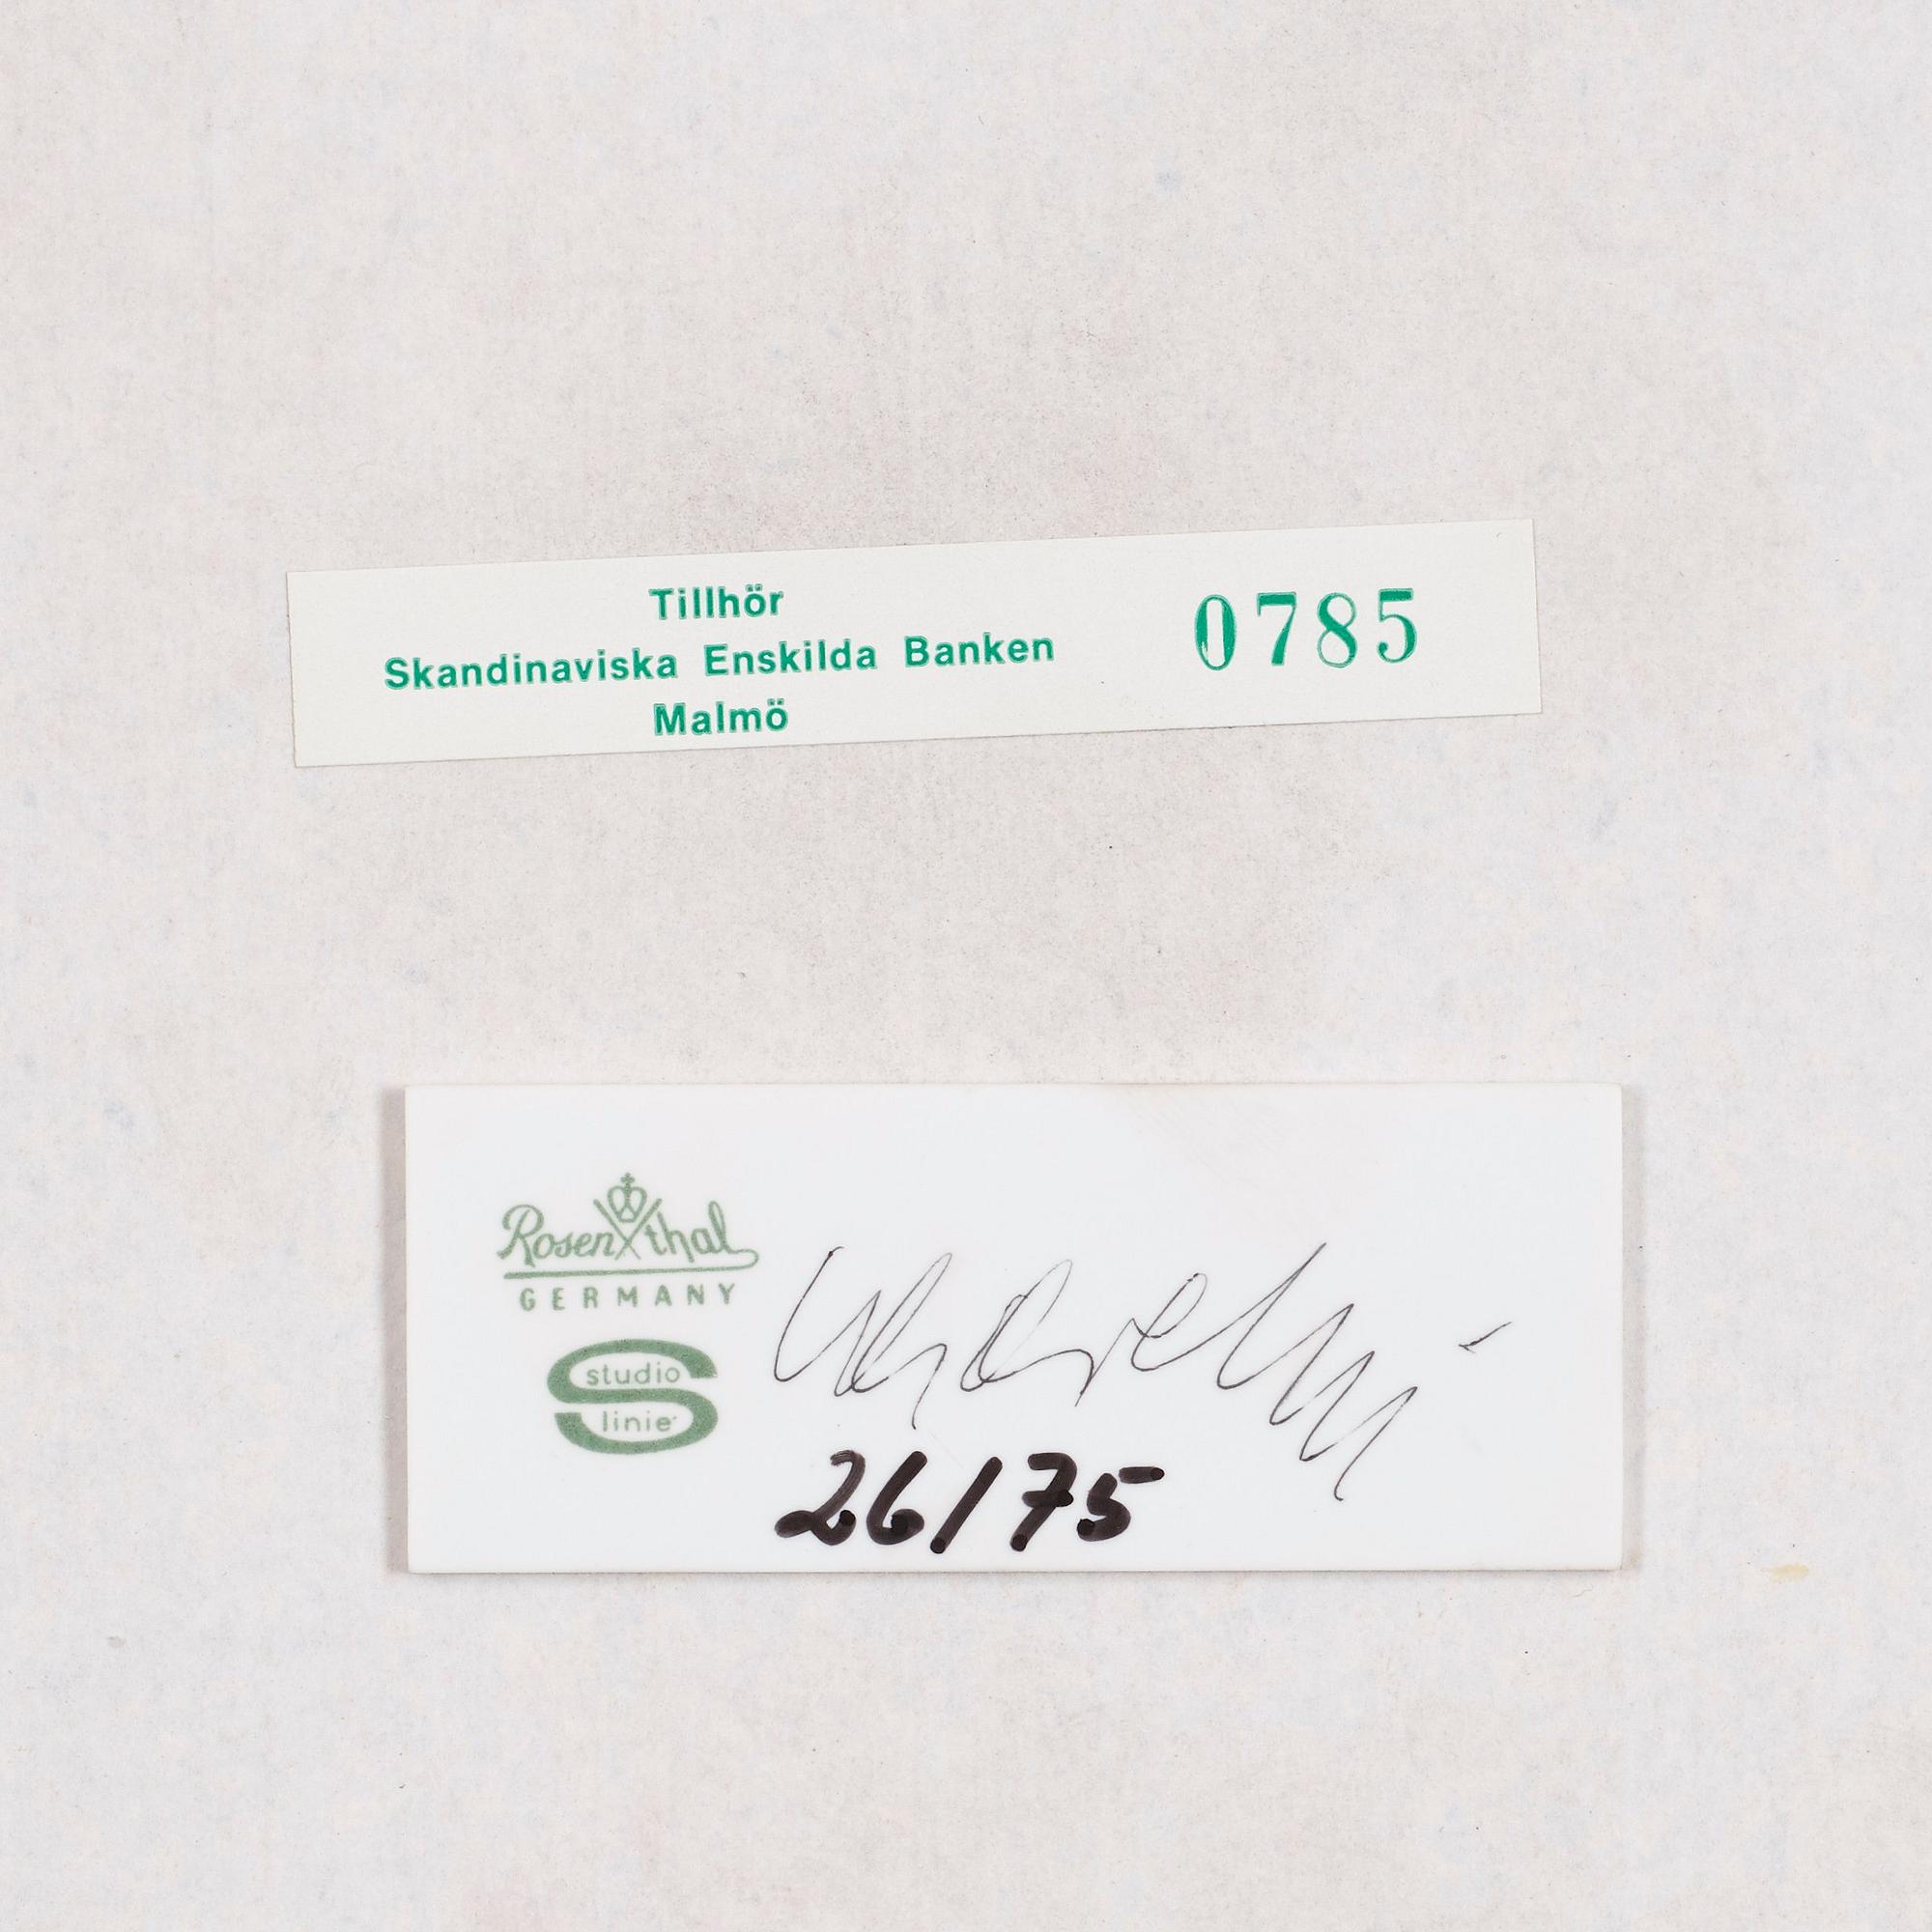 Tillhör
Skandinaviska Enskilda Banken
Malmö
0785
Rosenthal
GERMANY
studio
linie
26/75